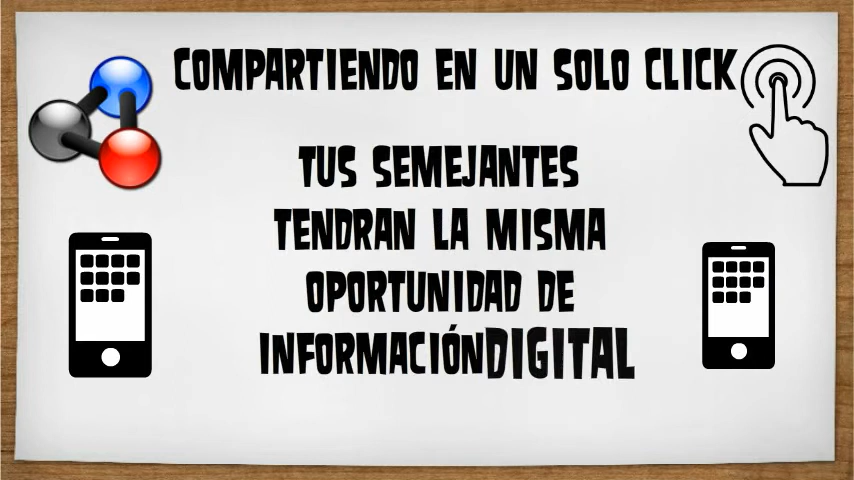 COMPARTIENDO EN UN SOLO CLICK
TUS SEMEJANTES
TENDRAN LA MISMA
OPORTUNIDAD DE
INFORMACIÓNDIGITAL